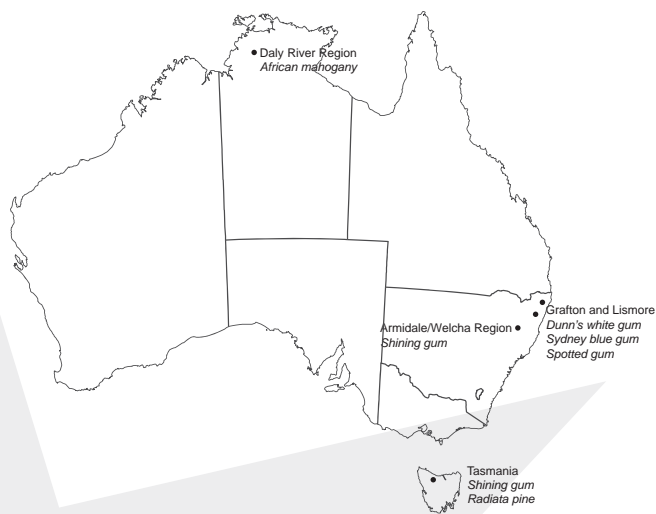 Daly River Region
African mahogany
Grafton and Lismore
Dunn's white gum
Sydney blue gum
Spotted gum
Armidale/Welcha Region
Shining gum
Tasmania
Shining gum
Radiata pine